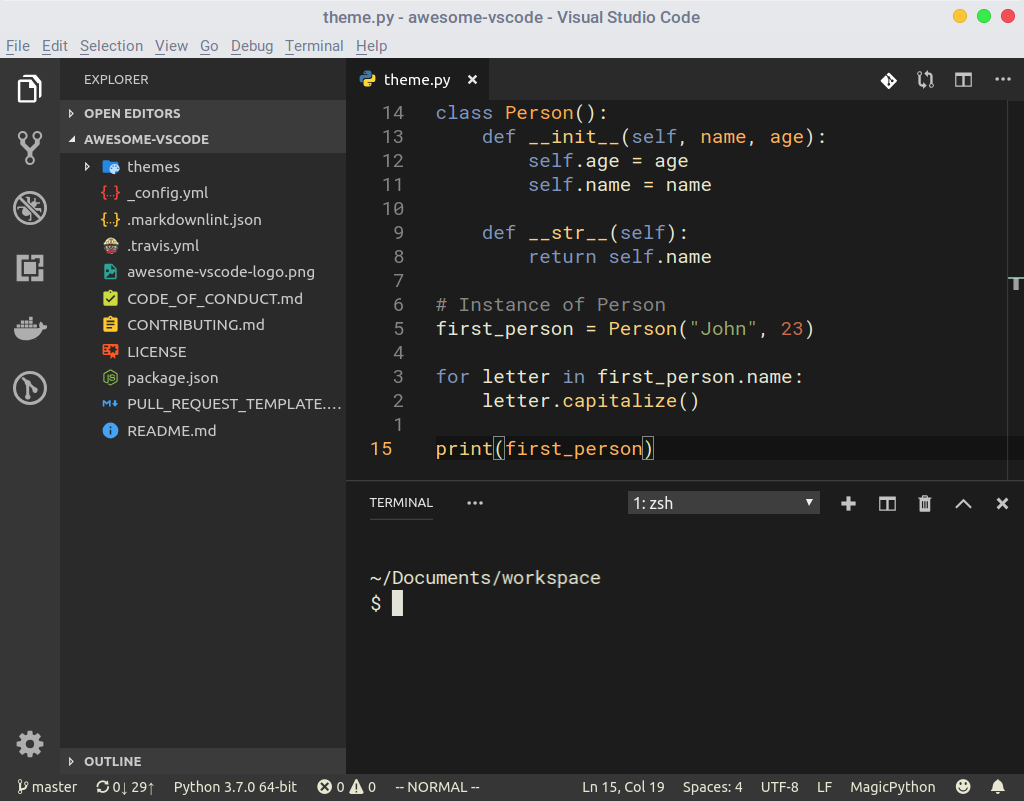 theme.py - awesome-vscode - Visual Studio Code
File Edit Selection View Go Debug Terminal Help
EXPLORER
OPEN EDITORS
AWESOME-VSCODE
themes
_config.yml
.markdownlint.json
.travis.yml
awesome-vscode-logo.png
CODE_OF_CONDUCT.md
CONTRIBUTING.md
LICENSE
package.json
PULL_REQUEST_TEMPLATE....
README.md
OUTLINE
theme.py
14 class Person():
13     def __init__(self, name, age):
12         self.age = age
11         self.name = name
10
9     def __str__(self):
8         return self.name
7
6 # Instance of Person
5 first_person = Person("John", 23)
4
3 for letter in first_person.name:
2     letter.capitalize()
1
15 print(first_person)
TERMINAL ... 1: zsh
~/Documents/workspace
$
master 0↓ 29↑ Python 3.7.0 64-bit 0 0 -- NORMAL -- Ln 15, Col 19 Spaces: 4 UTF-8 LF MagicPython